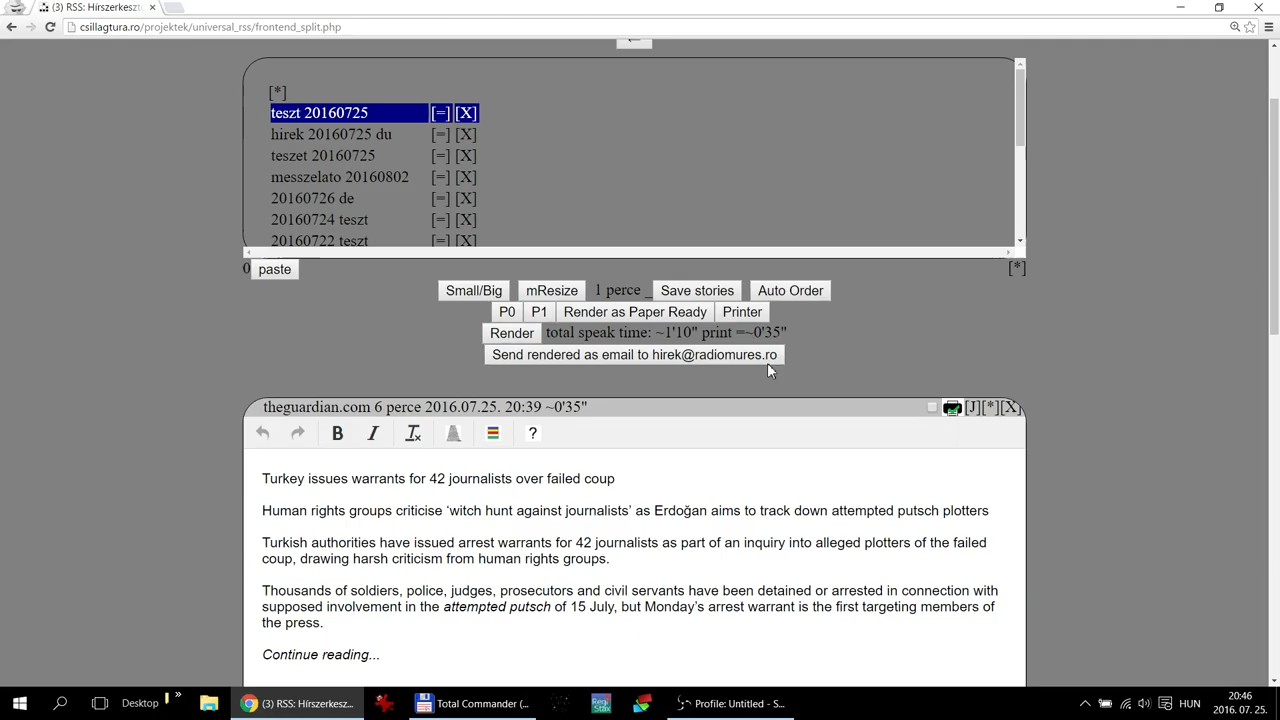 (3) RSS: Hírszerkeszt
csillagtura.ro/projektek/universal_rss/frontend_split.php
[*]
teszt 20160725 [=] [X]
hirek 20160725 du [=] [X]
teszet 20160725 [=] [X]
messzelato 20160802 [=] [X]
20160726 de [=] [X]
20160724 teszt [=] [X]
20160722 teszt [=] [X]
0 paste [*]
Small/Big mResize 1 perce _ Save stories Auto Order
P0 P1 Render as Paper Ready Printer
Render total speak time: ~1'10" print =~0'35"
Send rendered as email to hirek@radiomures.ro
theguardian.com 6 perce 2016.07.25. 20:39 ~0'35" [J][*][X]
B I Tx ?
Turkey issues warrants for 42 journalists over failed coup
Human rights groups criticise ‘witch hunt against journalists’ as Erdoğan aims to track down attempted putsch plotters
Turkish authorities have issued arrest warrants for 42 journalists as part of an inquiry into alleged plotters of the failed
coup, drawing harsh criticism from human rights groups.
Thousands of soldiers, police, judges, prosecutors and civil servants have been detained or arrested in connection with
supposed involvement in the attempted putsch of 15 July, but Monday’s arrest warrant is the first targeting members of
the press.
Continue reading...
Desktop » (3) RSS: Hírszerkesz... Total Commander (... Profile: Untitled - S... HUN 20:46
2016. 07. 25.